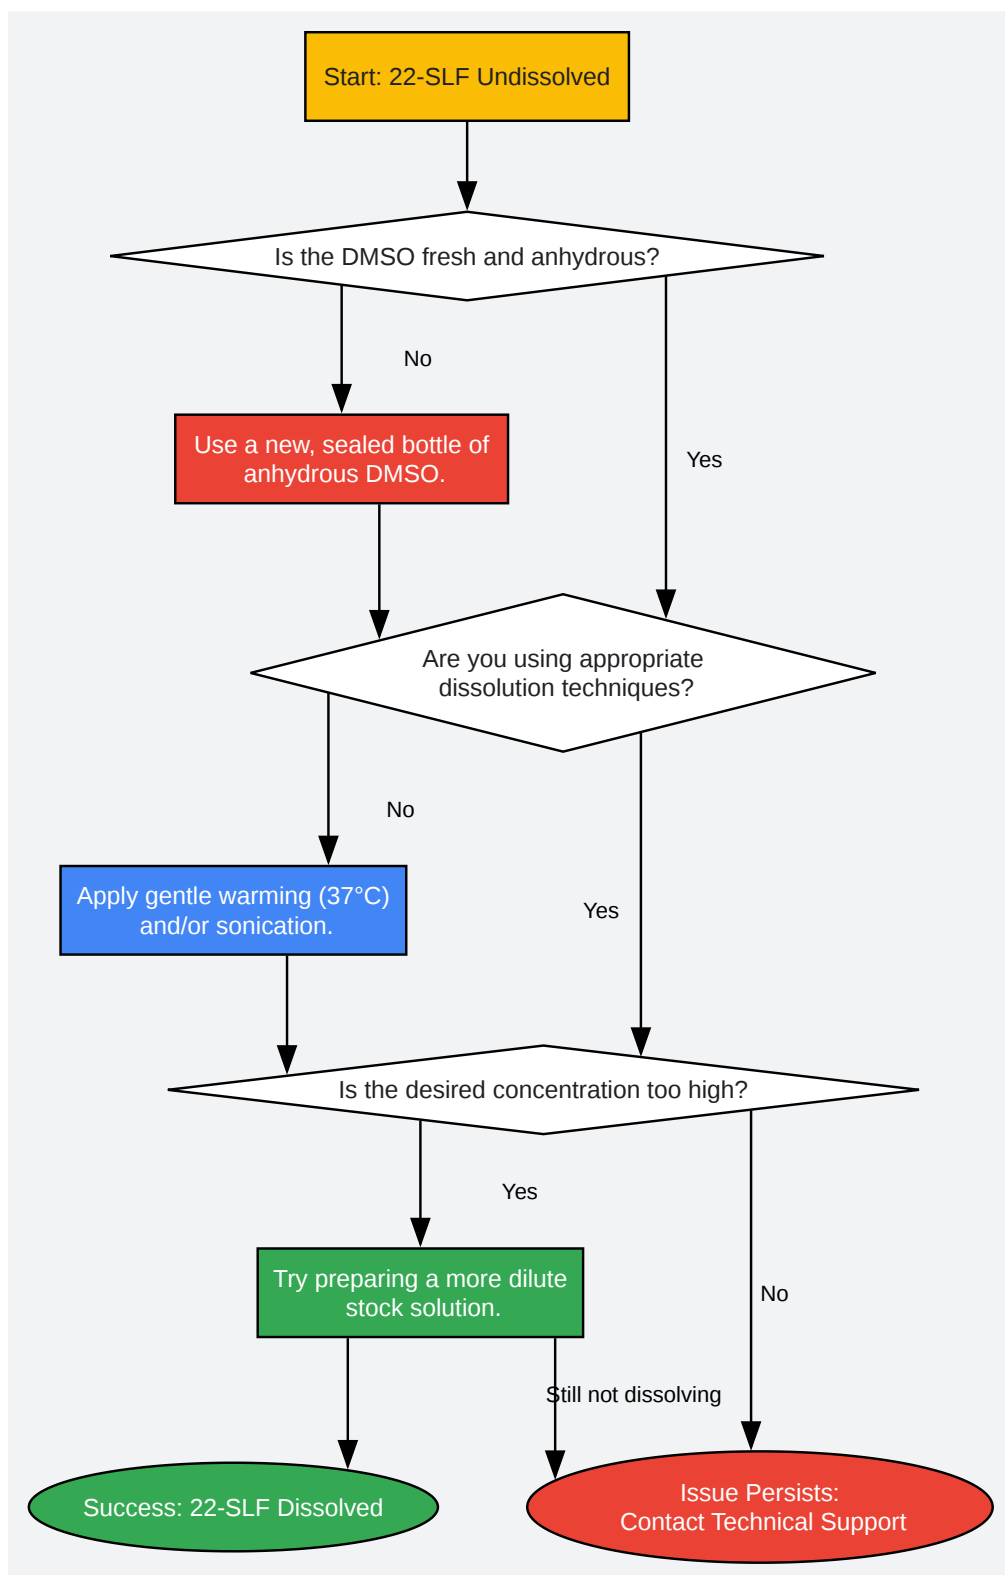 Start: 22-SLF Undissolved
Is the DMSO fresh and anhydrous?
No
Use a new, sealed bottle of
anhydrous DMSO.
Yes
Are you using appropriate
dissolution techniques?
No
Apply gentle warming (37°C)
and/or sonication.
Yes
Is the desired concentration too high?
Yes
Try preparing a more dilute
stock solution.
No
Still not dissolving
Success: 22-SLF Dissolved
Issue Persists:
Contact Technical Support